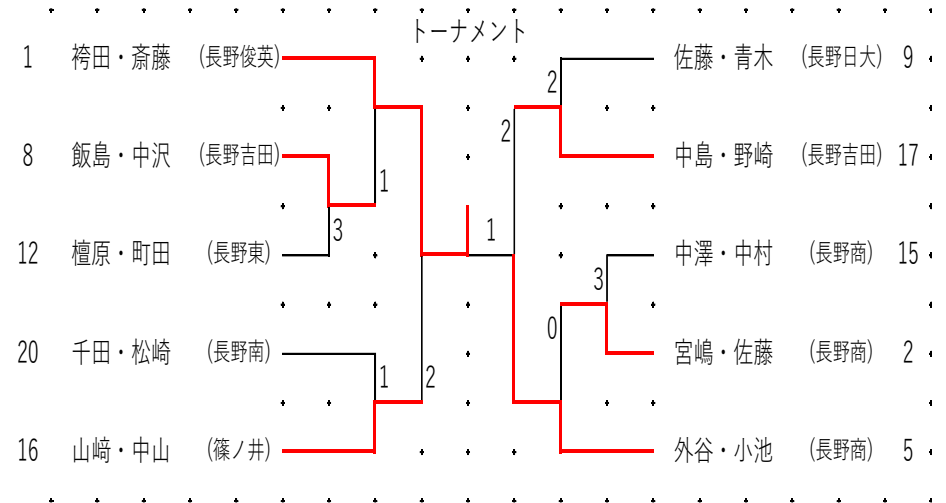 トーナメント
1 袴田・斎藤 (長野俊英)
8 飯島・中沢 (長野吉田)
12 檀原・町田 (長野東)
20 千田・松崎 (長野南)
16 山﨑・中山 (篠ノ井)
1
3
1
2
1
2
2
3
0
佐藤・青木 (長野日大) 9
中島・野崎 (長野吉田) 17
中澤・中村 (長野商) 15
宮嶋・佐藤 (長野商) 2
外谷・小池 (長野商) 5